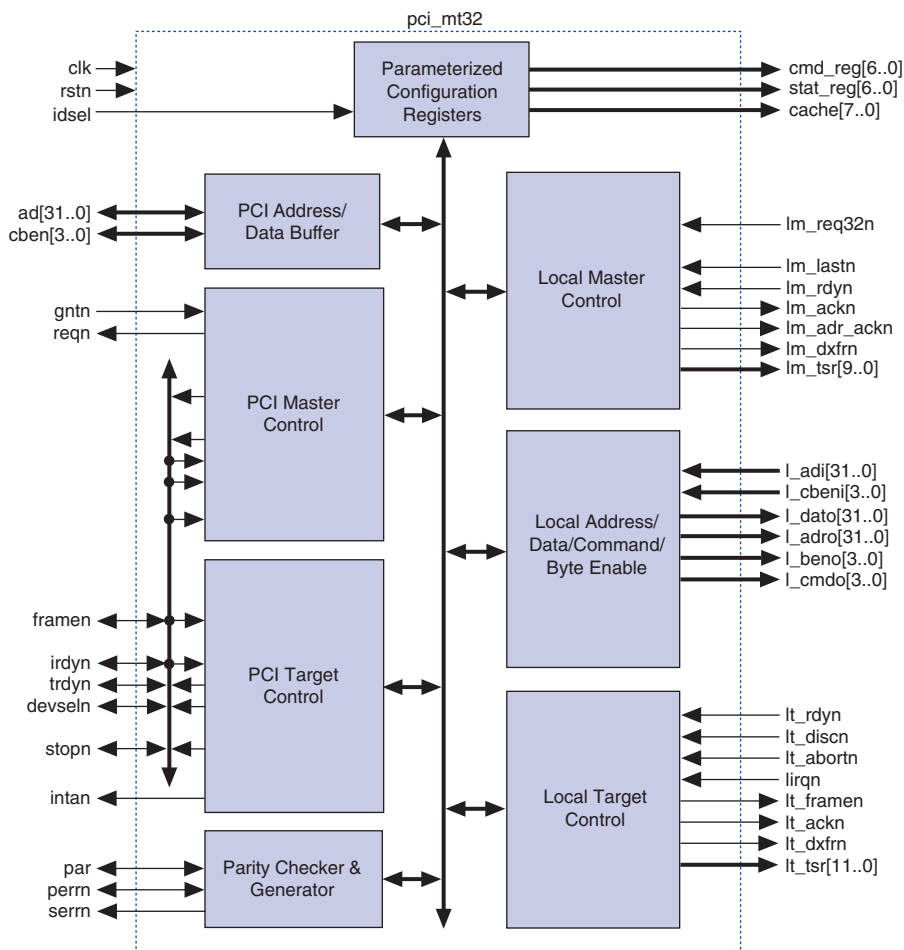 pci_mt32
clk
rstn
idsel
Parameterized
Configuration
Registers
cmd_reg[6..0]
stat_reg[6..0]
cache[7..0]
ad[31..0]
cben[3..0]
PCI Address/
Data Buffer
gntn
reqn
PCI Master
Control
Local Master
Control
lm_req32n
lm_lastn
lm_rdyn
lm_ackn
lm_adr_ackn
lm_dxfrn
lm_tsr[9..0]
Local Address/
Data/Command/
Byte Enable
l_adi[31..0]
l_cbeni[3..0]
l_dato[31..0]
l_adro[31..0]
l_beno[3..0]
l_cmdo[3..0]
framen
irdyn
trdyn
devseln
stopn
intan
PCI Target
Control
Local Target
Control
lt_rdyn
lt_discn
lt_abortn
lirqn
lt_framen
lt_ackn
lt_dxfrn
lt_tsr[11..0]
par
perrn
serrn
Parity Checker &
Generator